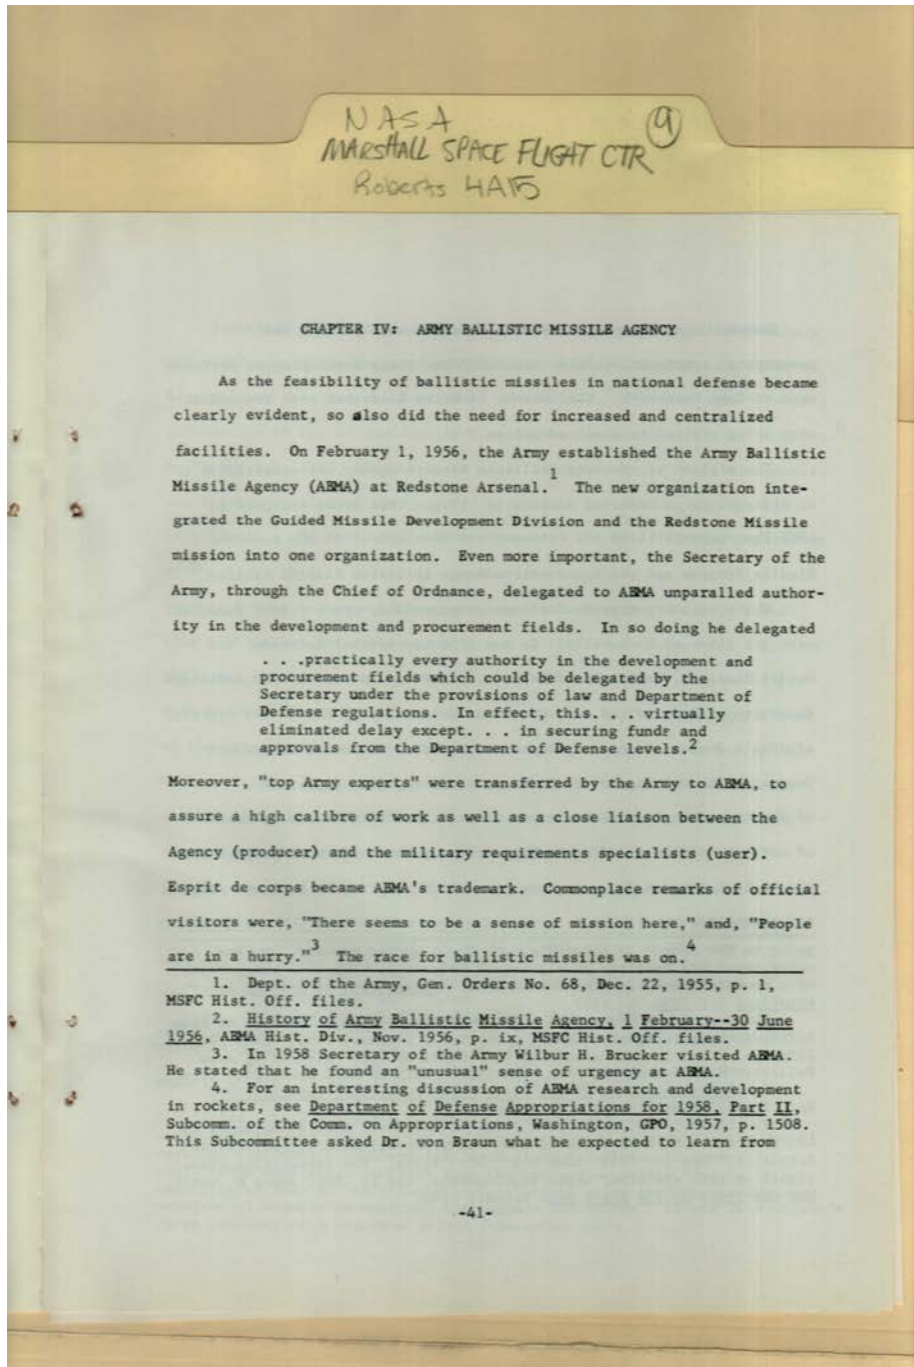 NASA 9
MARSHALL SPACE FLIGHT CTR
Roberts 4A15
CHAPTER IV: ARMY BALLISTIC MISSILE AGENCY
As the feasibility of ballistic missiles in national defense became
clearly evident, so also did the need for increased and centralized
facilities. On February 1, 1956, the Army established the Army Ballistic
Missile Agency (ABMA) at Redstone Arsenal.1 The new organization inte-
grated the Guided Missile Development Division and the Redstone Missile
mission into one organization. Even more important, the Secretary of the
Army, through the Chief of Ordnance, delegated to ABMA unparalled author-
ity in the development and procurement fields. In so doing he delegated
. . .practically every authority in the development and
procurement fields which could be delegated by the
Secretary under the provisions of law and Department of
Defense regulations. In effect, this. . . virtually
eliminated delay except. . . in securing funds and
approvals from the Department of Defense levels.2
Moreover, "top Army experts" were transferred by the Army to ABMA, to
assure a high calibre of work as well as a close liaison between the
Agency (producer) and the military requirements specialists (user).
Esprit de corps became ABMA's trademark. Commonplace remarks of official
visitors were, "There seems to be a sense of mission here," and, "People
are in a hurry."3 The race for ballistic missiles was on.4
1. Dept. of the Army, Gen. Orders No. 68, Dec. 22, 1955, p. 1,
MSFC Hist. Off. files.
2. History of Army Ballistic Missile Agency, 1 February--30 June
1956, ABMA Hist. Div., Nov. 1956, p. ix, MSFC Hist. Off. files.
3. In 1958 Secretary of the Army Wilbur H. Brucker visited ABMA.
He stated that he found an "unusual" sense of urgency at ABMA.
4. For an interesting discussion of ABMA research and development
in rockets, see Department of Defense Appropriations for 1958, Part II,
Subcomm. of the Comm. on Appropriations, Washington, GPO, 1957, p. 1508.
This Subcommittee asked Dr. von Braun what he expected to learn from
-41-